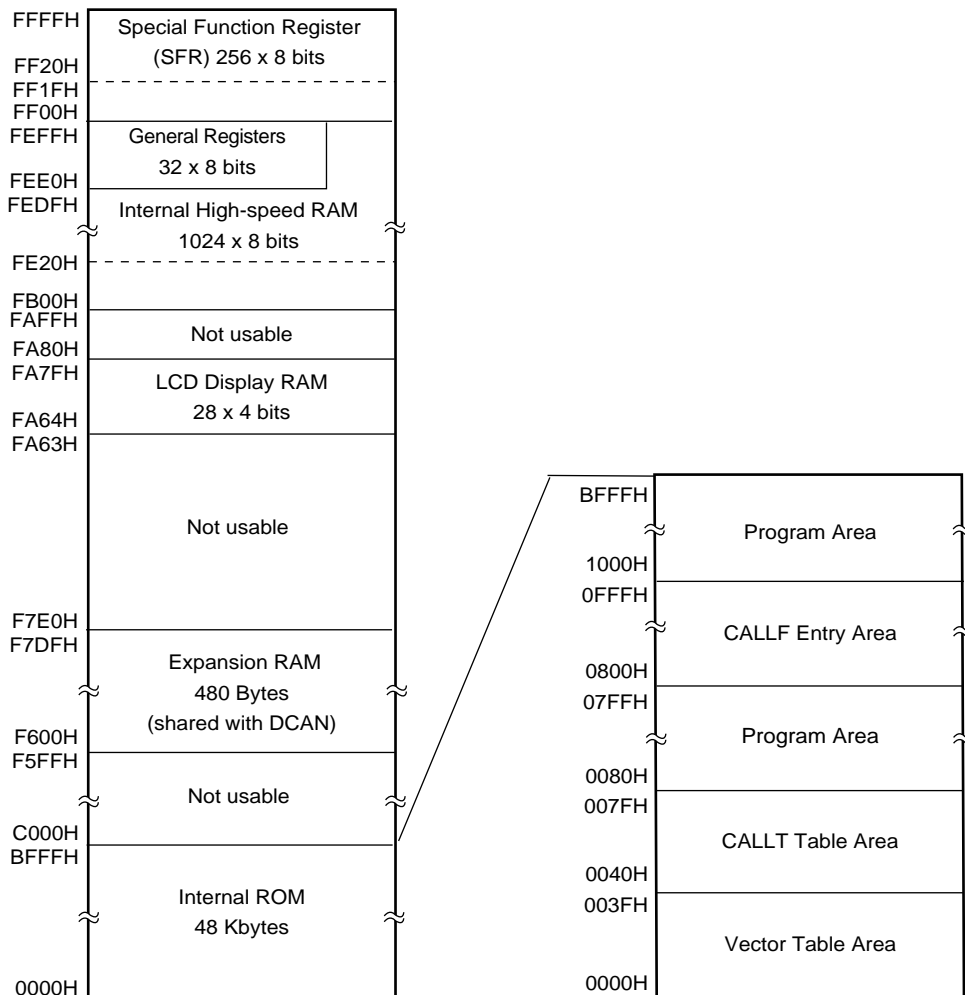 FFFFH
Special Function Register
(SFR) 256 x 8 bits
FF20H
FF1FH
FF00H
FEFFH
General Registers
32 x 8 bits
FEE0H
FEDFH
Internal High-speed RAM
1024 x 8 bits
FE20H
FB00H
FAFFH
Not usable
FA80H
FA7FH
LCD Display RAM
28 x 4 bits
FA64H
FA63H
Not usable
F7E0H
F7DFH
Expansion RAM
480 Bytes
(shared with DCAN)
F600H
F5FFH
Not usable
C000H
BFFFH
Internal ROM
48 Kbytes
0000H
BFFFH
Program Area
1000H
0FFFH
CALLF Entry Area
0800H
07FFH
Program Area
0080H
007FH
CALLT Table Area
0040H
003FH
Vector Table Area
0000H